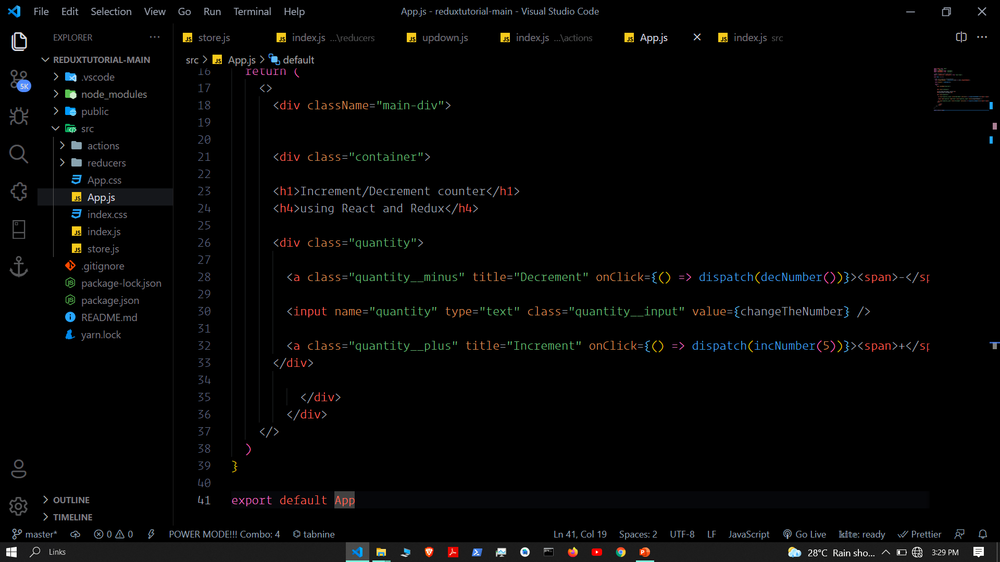 File Edit Selection View Go Run Terminal Help
App.js - reduxtutorial-main - Visual Studio Code
EXPLORER
store.js
index.js ...\reducers
updown.js
index.js ...\actions
App.js
index.js src
REDUXTUTORIAL-MAIN
.vscode
node_modules
public
src
actions
reducers
App.css
App.js
index.css
index.js
store.js
.gitignore
package-lock.json
package.json
README.md
yarn.lock
5K
OUTLINE
TIMELINE
src > App.js > default
16 return (
17 <>
18 <div className="main-div">
19
20
21 <div class="container">
22
23 <h1>Increment/Decrement counter</h1>
24 <h4>using React and Redux</h4>
25
26 <div class="quantity">
27
28 <a class="quantity__minus" title="Decrement" onClick={() => dispatch(decNumber())}><span>-</sp
29
30 <input name="quantity" type="text" class="quantity__input" value={changeTheNumber} />
31
32 <a class="quantity__plus" title="Increment" onClick={() => dispatch(incNumber(5))}><span>+</sp
33 </div>
34
35 </div>
36 </div>
37 </>
38 )
39 }
40
41 export default App
master* 0 0 POWER MODE!!! Combo: 4 tabnine
Ln 41, Col 19 Spaces: 2 UTF-8 LF JavaScript Go Live kite: ready Prettier
Links
28°C Rain sho... 3:29 PM